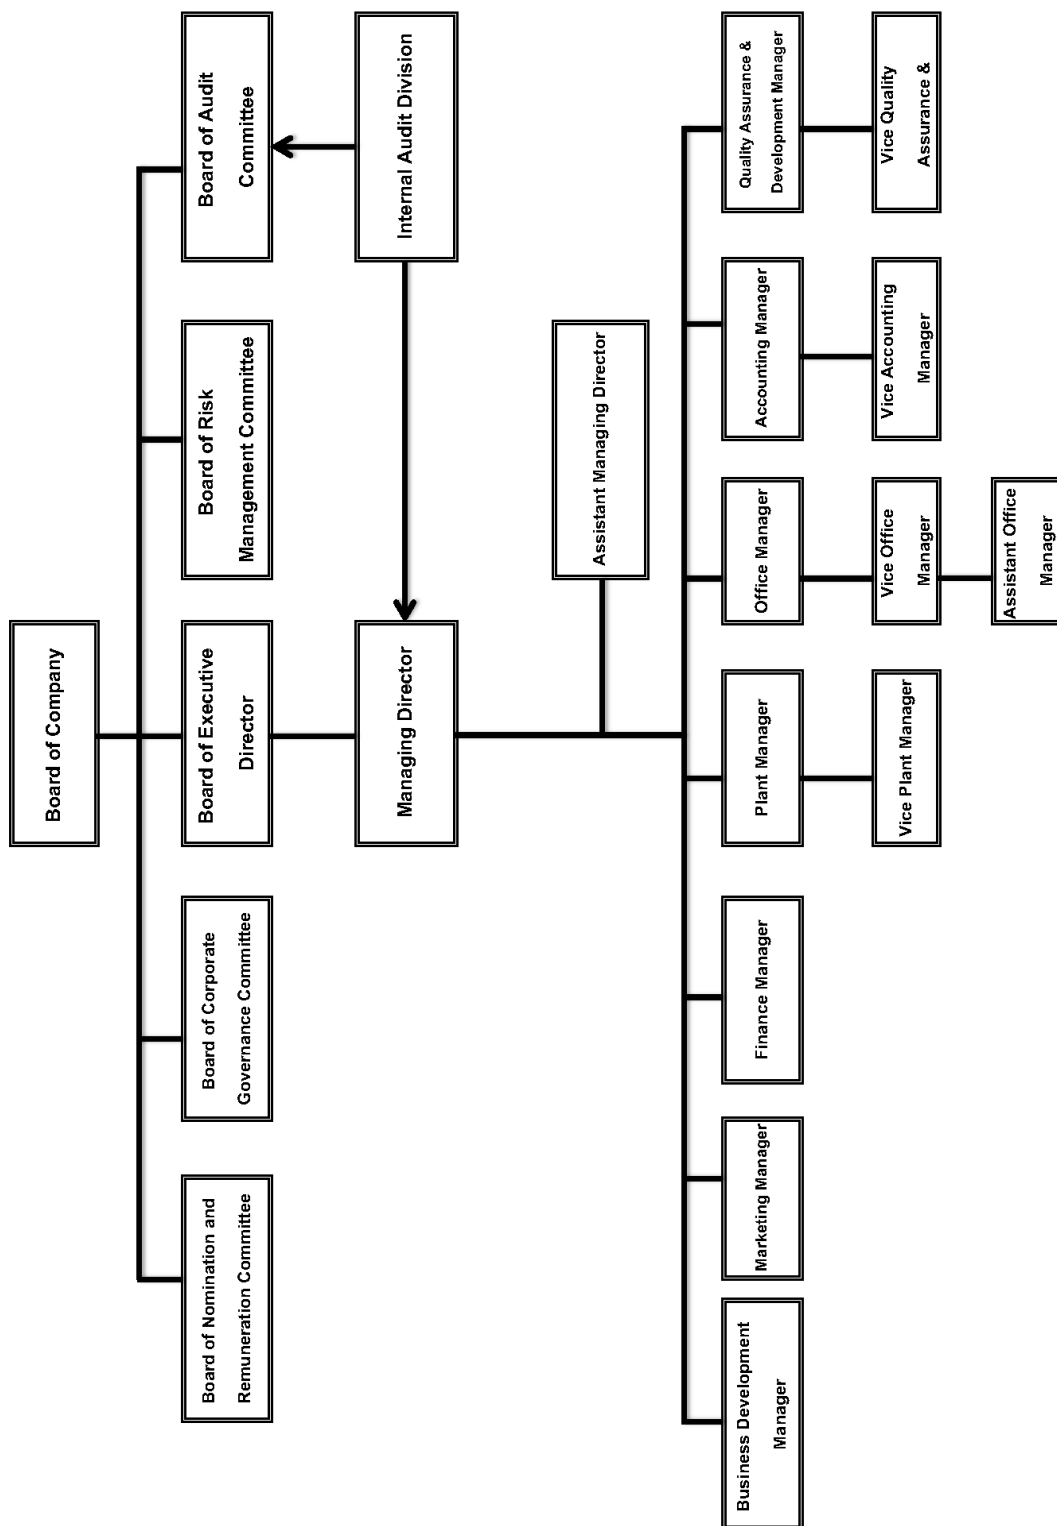 Board of Company
Board of Nomination and
Remuneration Committee
Board of Corporate
Governance Committee
Board of Executive
Director
Board of Risk
Management Committee
Board of Audit
Committee
Managing Director
Internal Audit Division
Assistant Managing Director
Business Development
Manager
Marketing Manager
Finance Manager
Plant Manager
Office Manager
Accounting Manager
Quality Assurance &
Development Manager
Vice Plant Manager
Vice Office
Manager
Vice Accounting
Manager
Vice Quality
Assurance &
Assistant Office
Manager